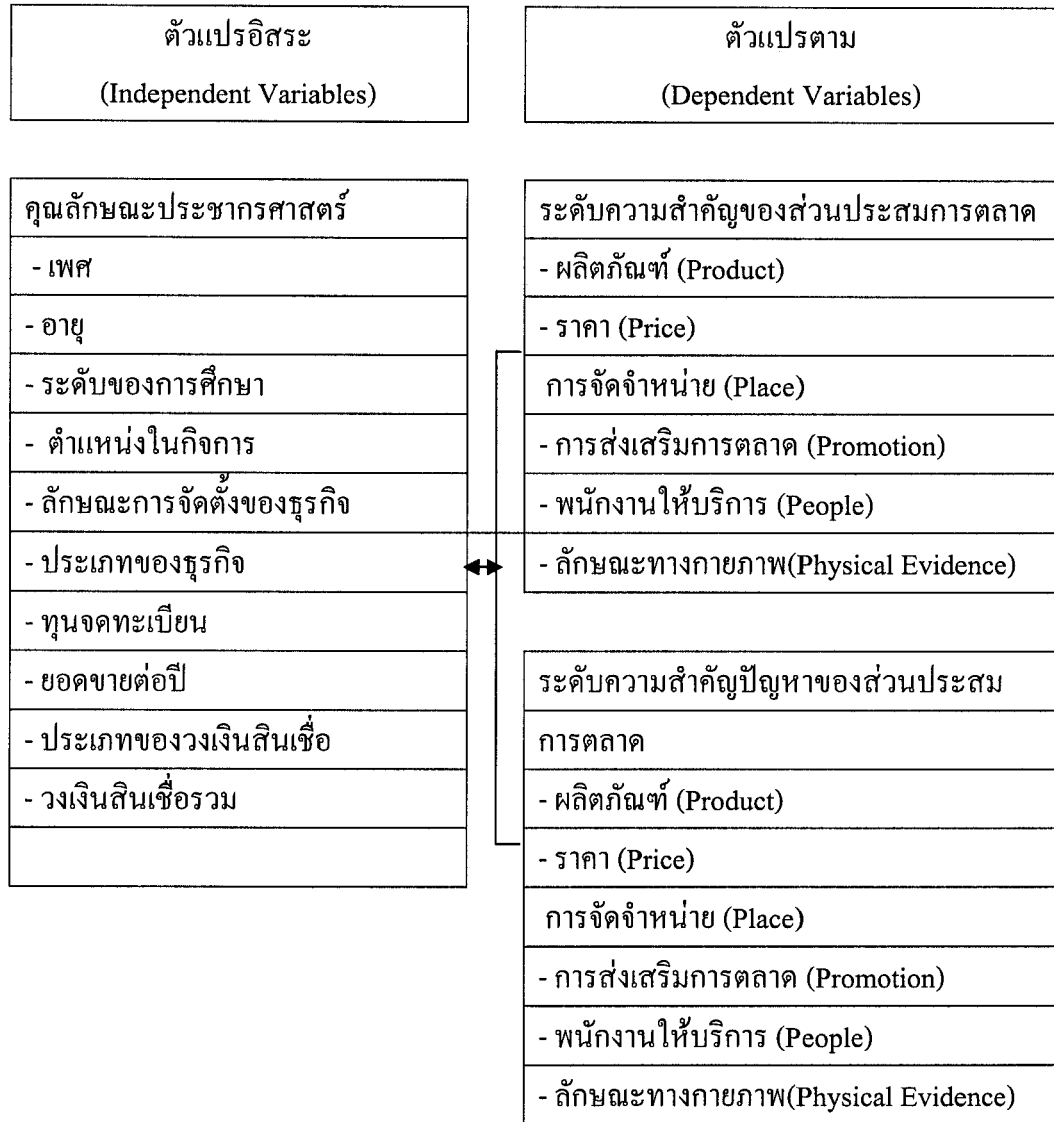 ตัวแปรอิสระ
(Independent Variables)
ตัวแปรตาม
(Dependent Variables)
คุณลักษณะประชากรศาสตร์
- เพศ
- อายุ
- ระดับของการศึกษา
- ตำแหน่งในกิจการ
- ลักษณะการจัดตั้งของธุรกิจ
- ประเภทของธุรกิจ
- ทุนจดทะเบียน
- ยอดขายต่อปี
- ประเภทของวงเงินสินเชื่อ
- วงเงินสินเชื่อรวม
ระดับความสำคัญของส่วนประสมการตลาด
- ผลิตภัณฑ์ (Product)
- ราคา (Price)
การจัดจำหน่าย (Place)
- การส่งเสริมการตลาด (Promotion)
- พนักงานให้บริการ (People)
- ลักษณะทางกายภาพ(Physical Evidence)
ระดับความสำคัญปัญหาของส่วนประสม
การตลาด
- ผลิตภัณฑ์ (Product)
- ราคา (Price)
การจัดจำหน่าย (Place)
- การส่งเสริมการตลาด (Promotion)
- พนักงานให้บริการ (People)
- ลักษณะทางกายภาพ(Physical Evidence)